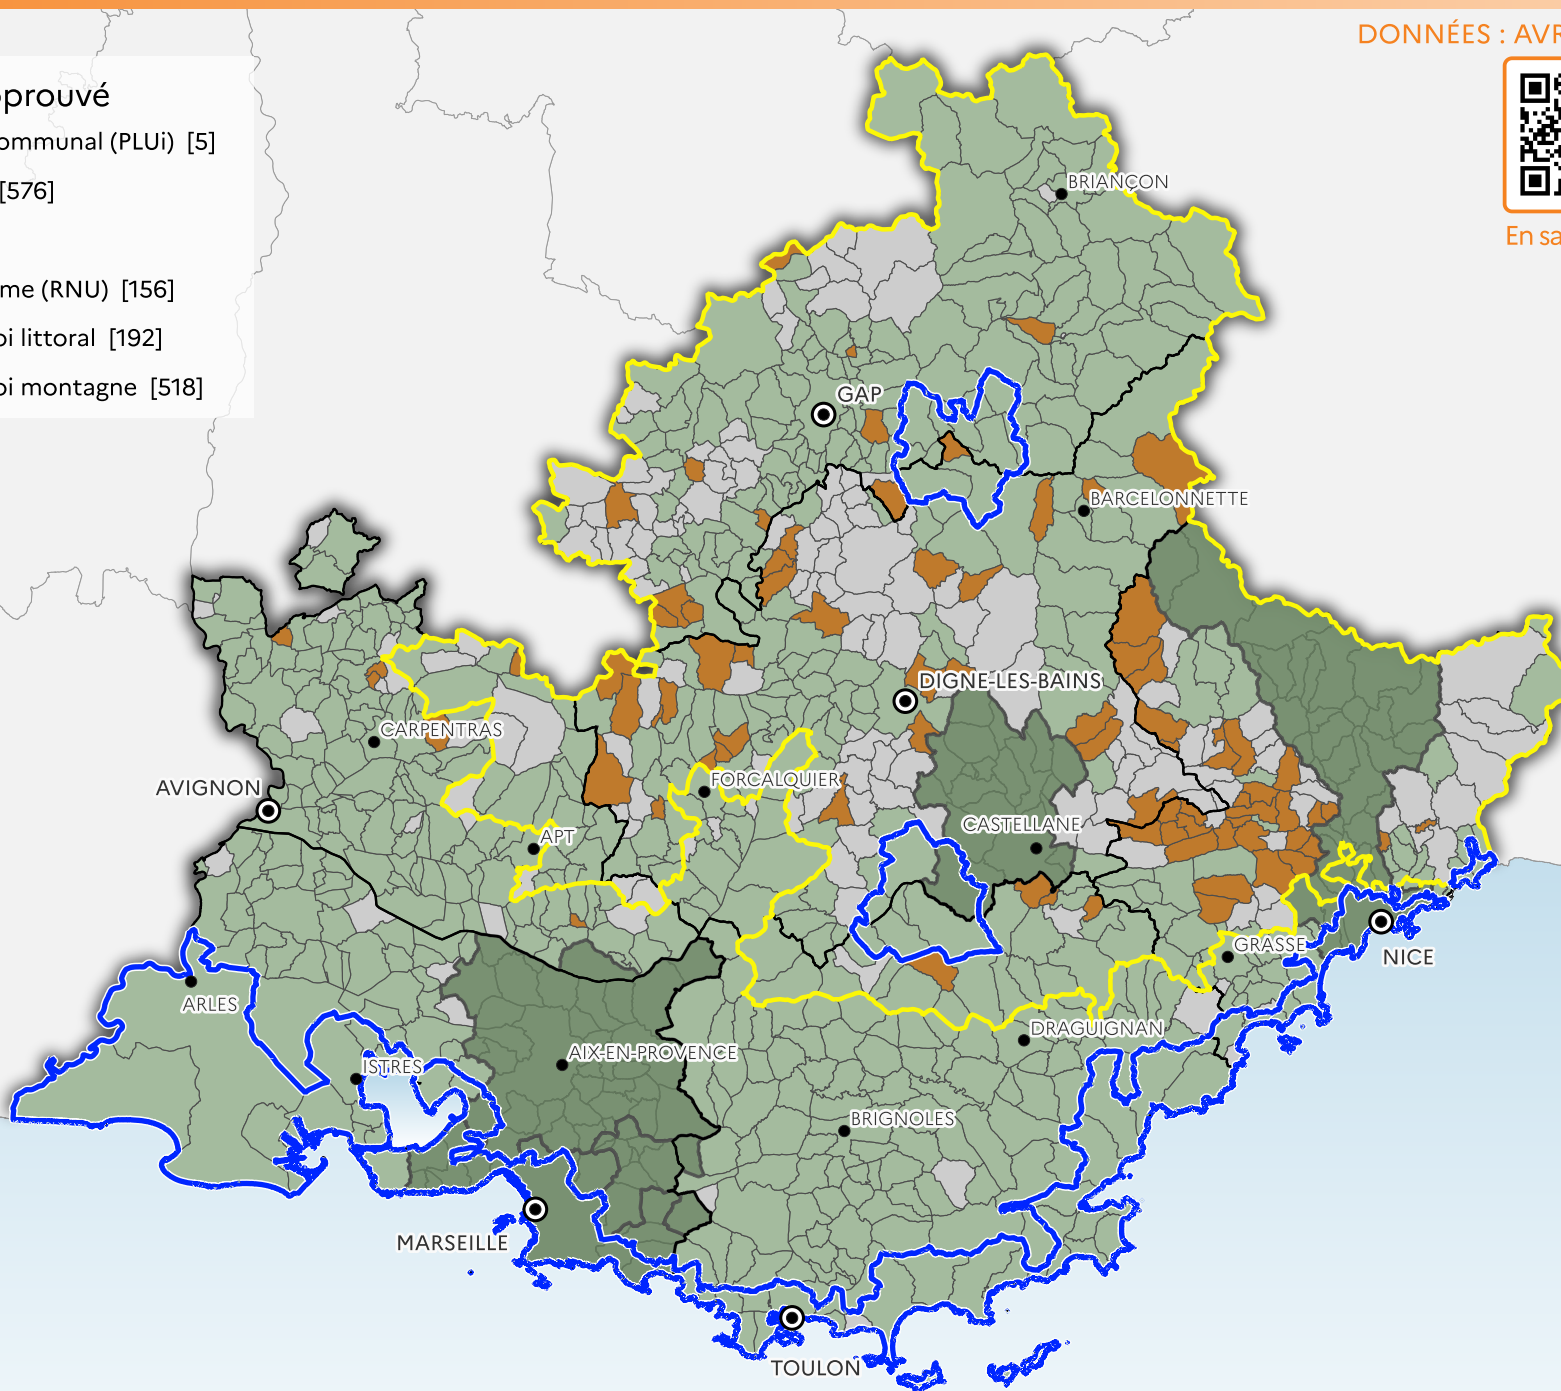 DONNÉES : AVR
prouvé
ommunal (PLUi) [5]
[576]
me (RNU) [156]
oi littoral [192]
oi montagne [518]
En sa
BRIANÇON
GAP
BARCELONNETTE
DIGNE-LES-BAINS
CARPENTRAS
FORCALQUIER
AVIGNON
CASTELLANE
APT
GRASSE
NICE
ARLES
DRAGUIGNAN
AIX-EN-PROVENCE
ISTRES
BRIGNOLES
MARSEILLE
TOULON